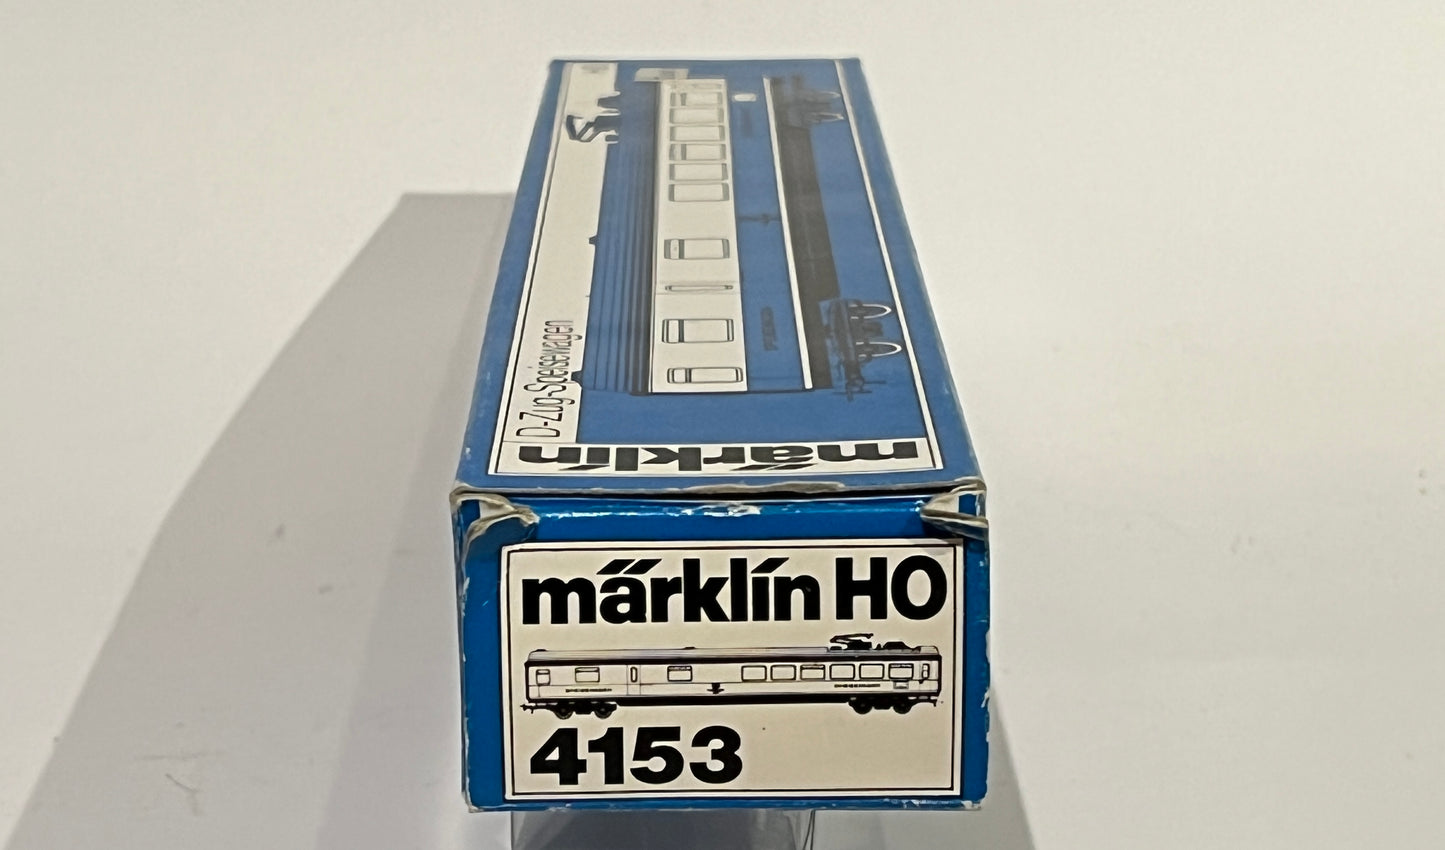 D-Zug-Speisewagen
märklin
märklin HO
4153